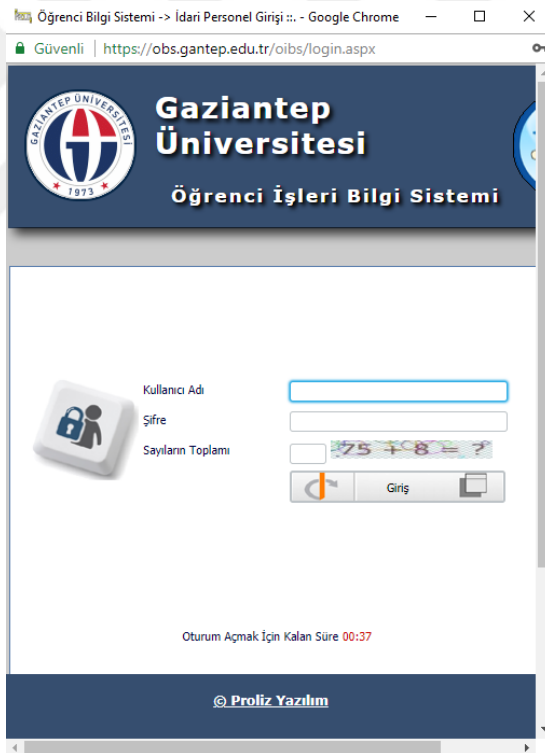 Öğrenci Bilgi Sistemi -> İdari Personel Girişi ::. - Google Chrome
Güvenli | https://obs.gantep.edu.tr/oibs/login.aspx
GAZİANTEP ÜNİVERSİTESİ
1973
Gaziantep
Üniversitesi
Öğrenci İşleri Bilgi Sistemi
Kullanıcı Adı
Şifre
Sayıların Toplamı
75 + 8 = ?
Giriş
Oturum Açmak İçin Kalan Süre 00:37
© Proliz Yazılım